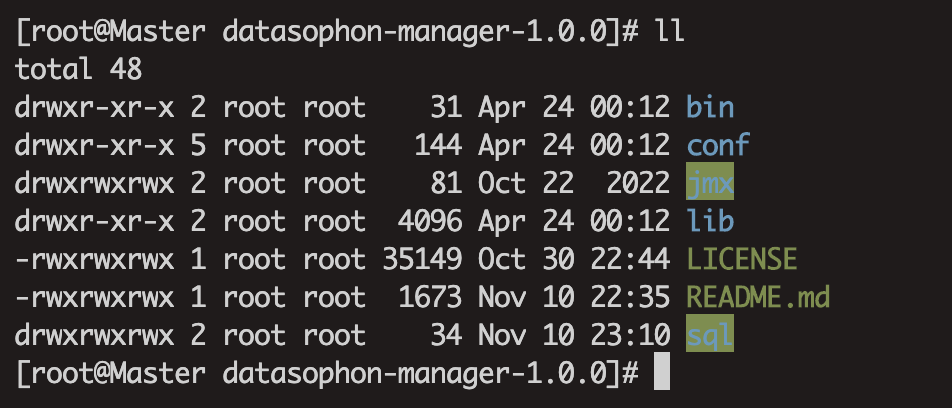 [root@Master datasophon-manager-1.0.0]# ll
total 48
drwxr-xr-x 2 root root    31 Apr 24 00:12 bin
drwxr-xr-x 5 root root   144 Apr 24 00:12 conf
drwxrwxrwx 2 root root    81 Oct 22  2022 jmx
drwxr-xr-x 2 root root  4096 Apr 24 00:12 lib
-rwxrwxrwx 1 root root 35149 Oct 30 22:44 LICENSE
-rwxrwxrwx 1 root root  1673 Nov 10 22:35 README.md
drwxrwxrwx 2 root root    34 Nov 10 23:10 sql
[root@Master datasophon-manager-1.0.0]#